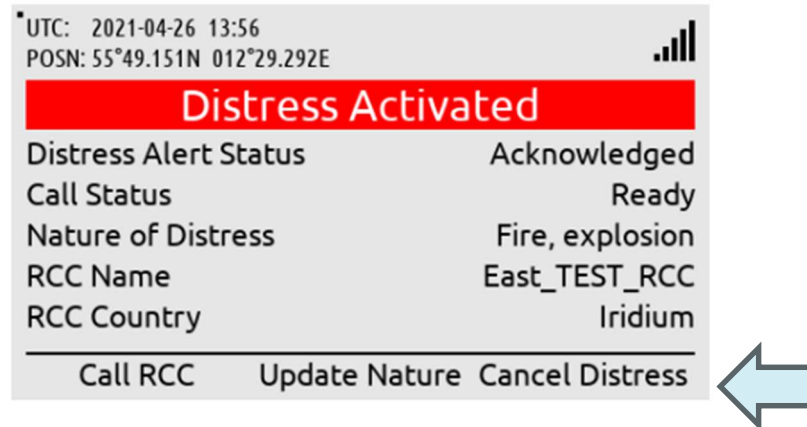 UTC: 2021-04-26 13:56
POSN: 55°49.151N 012°29.292E
Distress Activated
Distress Alert Status Acknowledged
Call Status Ready
Nature of Distress Fire, explosion
RCC Name East_TEST_RCC
RCC Country Iridium
Call RCC Update Nature Cancel Distress